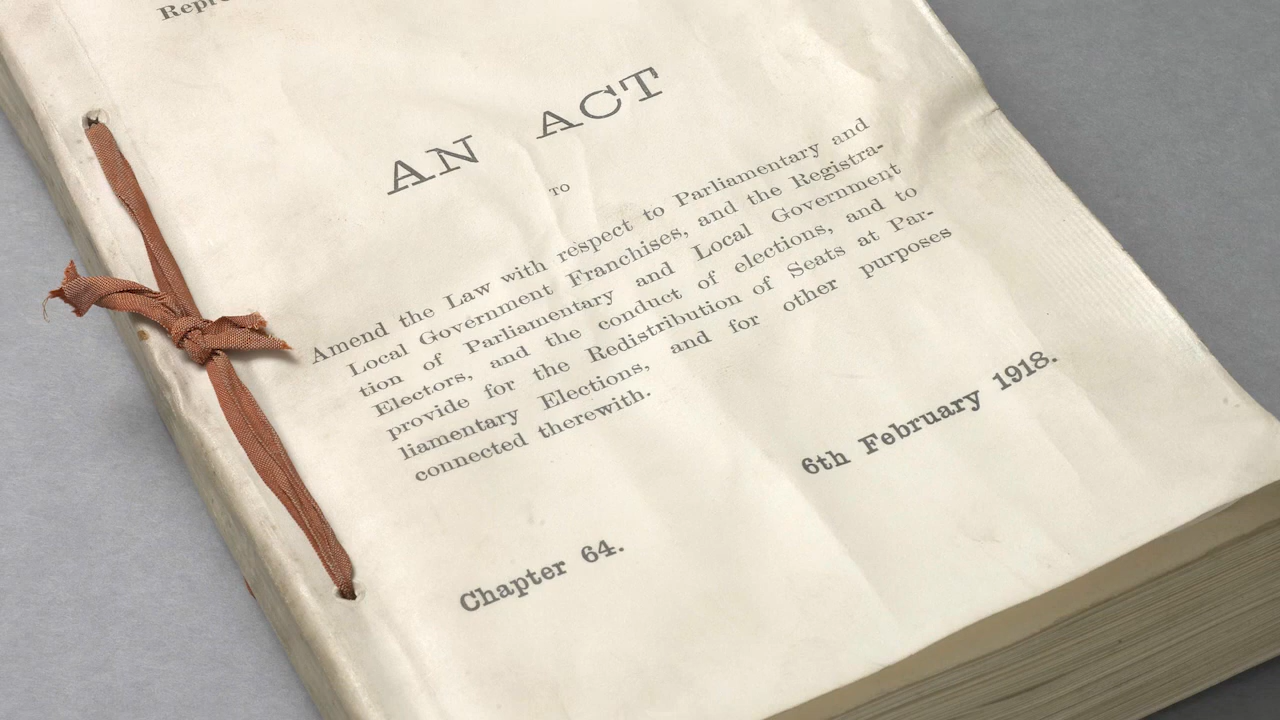 AN ACT
TO
Amend the Law with respect to Parliamentary and
Local Government Franchises, and the Registra-
tion of Parliamentary and Local Government
Electors, and the conduct of elections, and to
provide for the Redistribution of Seats at Par-
liamentary Elections, and for other purposes
connected therewith.
6th February 1918.
Chapter 64.